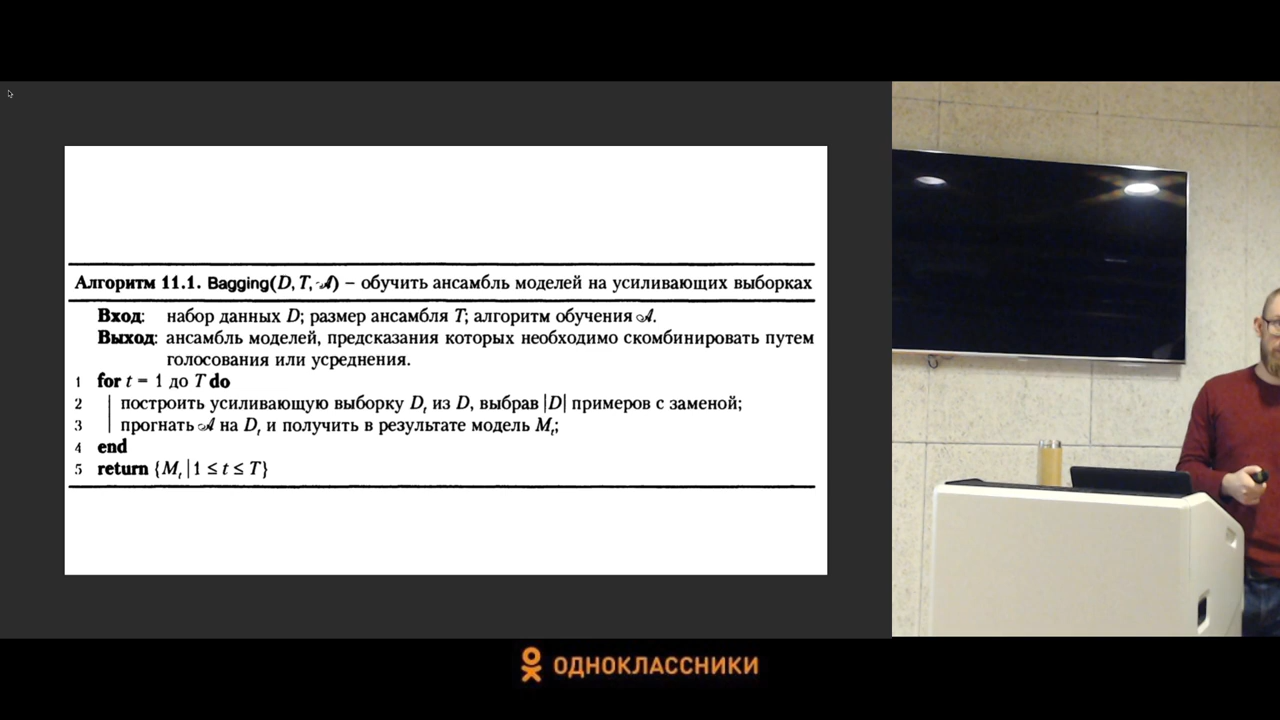 Алгоритм 11.1. Bagging(D, T, 𝒜) – обучить ансамбль моделей на усиливающих выборках
Вход: набор данных D; размер ансамбля T; алгоритм обучения 𝒜.
Выход: ансамбль моделей, предсказания которых необходимо скомбинировать путем
голосования или усреднения.
1 for t = 1 до T do
2 построить усиливающую выборку Dₜ из D, выбрав |D| примеров с заменой;
3 прогнать 𝒜 на Dₜ и получить в результате модель Mₜ;
4 end
5 return {Mₜ | 1 ≤ t ≤ T}
ОДНОКЛАССНИКИ